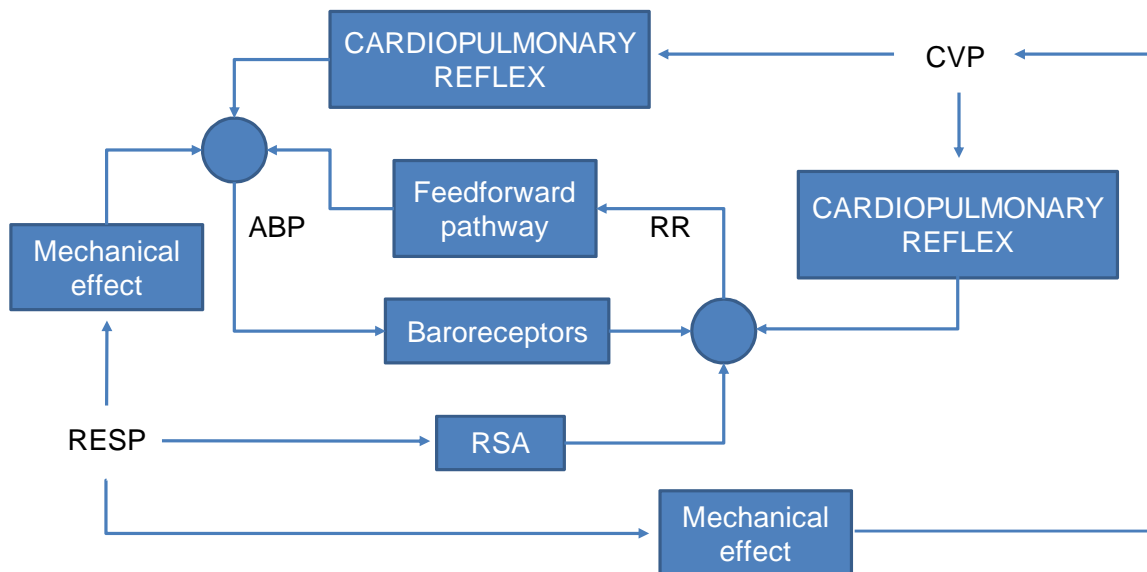 CARDIOPULMONARY
REFLEX
CVP
Feedforward
pathway
CARDIOPULMONARY
REFLEX
ABP
RR
Mechanical
effect
Baroreceptors
RESP
RSA
Mechanical
effect